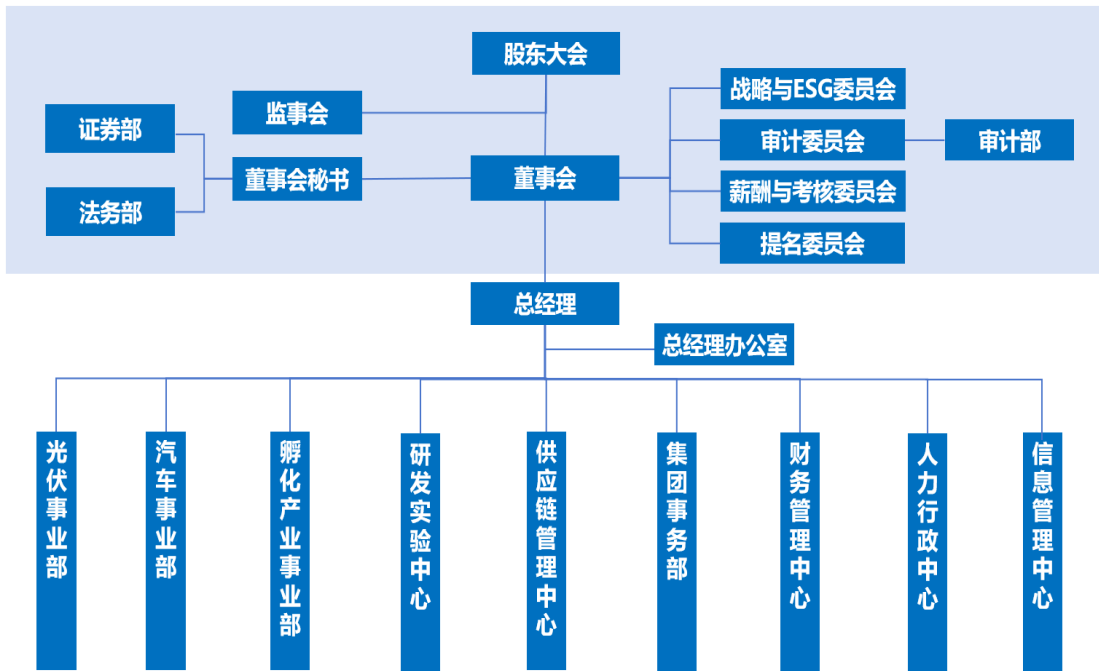 股东大会
监事会
证券部
董事会秘书
法务部
董事会
战略与ESG委员会
审计委员会
审计部
薪酬与考核委员会
提名委员会
总经理
总经理办公室
光伏事业部
汽车事业部
孵化产业事业部
研发实验中心
供应链管理中心
集团事务部
财务管理中心
人力行政中心
信息管理中心